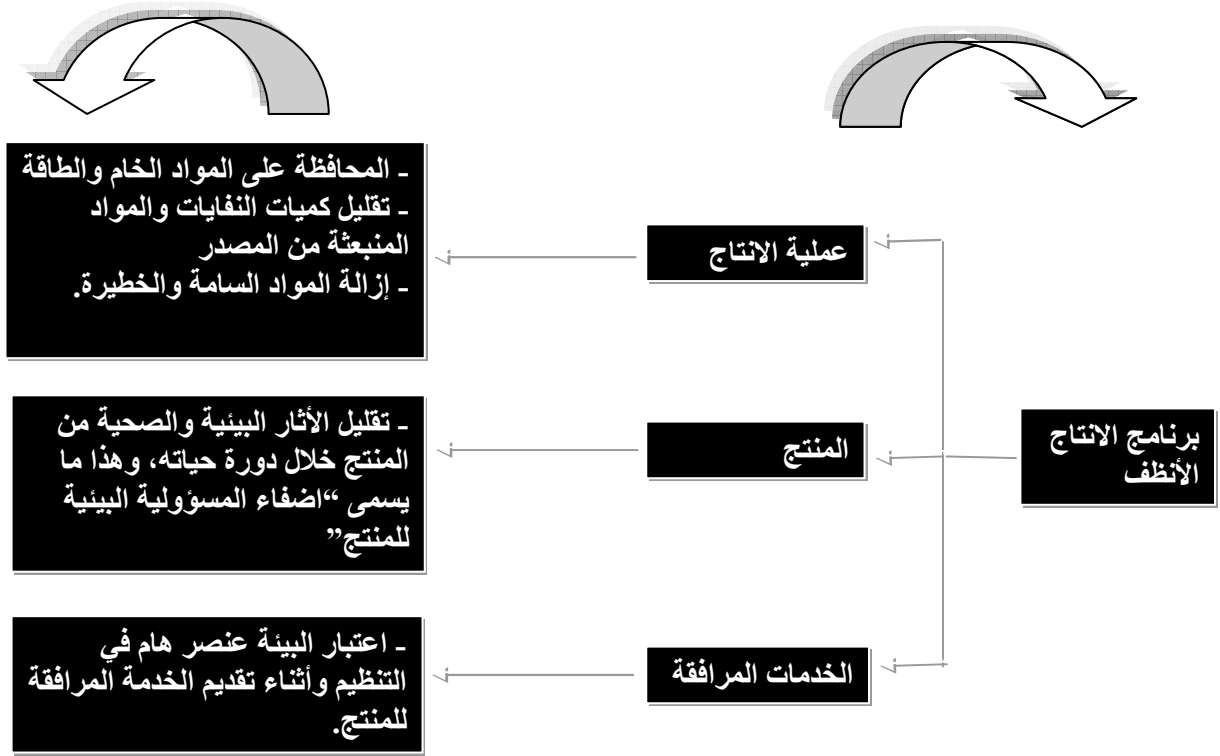 برنامج الانتاج
الأنظف
عملية الانتاج
- المحافظة على المواد الخام والطاقة
- تقليل كميات النفايات والمواد
المنبعثة من المصدر
- إزالة المواد السامة والخطيرة.
المنتج
- تقليل الأثار البيئية والصحية من
المنتج خلال دورة حياته، وهذا ما
يسمى “اضفاء المسؤولية البيئية
للمنتج”
الخدمات المرافقة
- اعتبار البيئة عنصر هام في
التنظيم وأثناء تقديم الخدمة المرافقة
للمنتج.